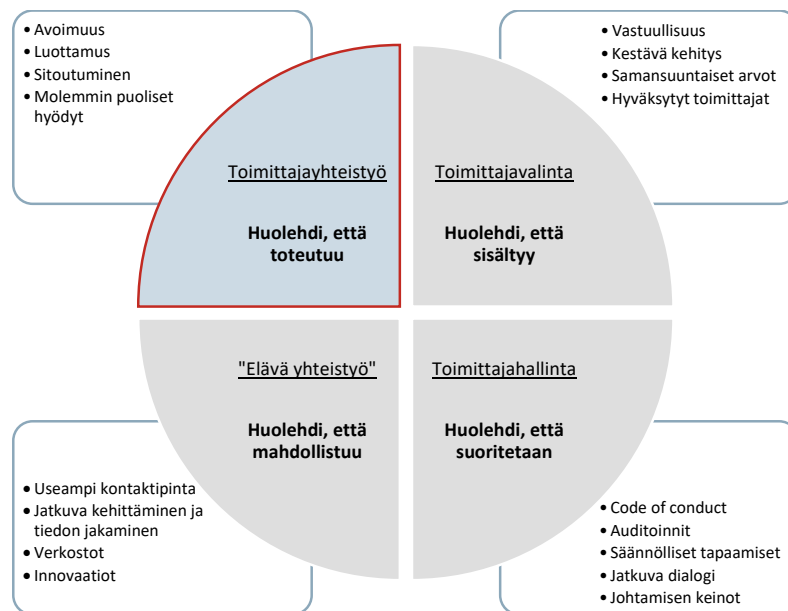 • Avoimuus
• Luottamus
• Sitoutuminen
• Molemmin puoliset
hyödyt
• Vastuullisuus
• Kestävä kehitys
• Samansuuntaiset arvot
• Hyväksytyt toimittajat
Toimittajayhteistyö
Huolehdi, että
toteutuu
Toimittajavalinta
Huolehdi, että
sisältyy
"Elävä yhteistyö"
Huolehdi, että
mahdollistuu
Toimittajahallinta
Huolehdi, että
suoritetaan
• Useampi kontaktipinta
• Jatkuva kehittäminen ja
tiedon jakaminen
• Verkostot
• Innovaatiot
• Code of conduct
• Auditoinnit
• Säännölliset tapaamiset
• Jatkuva dialogi
• Johtamisen keinot